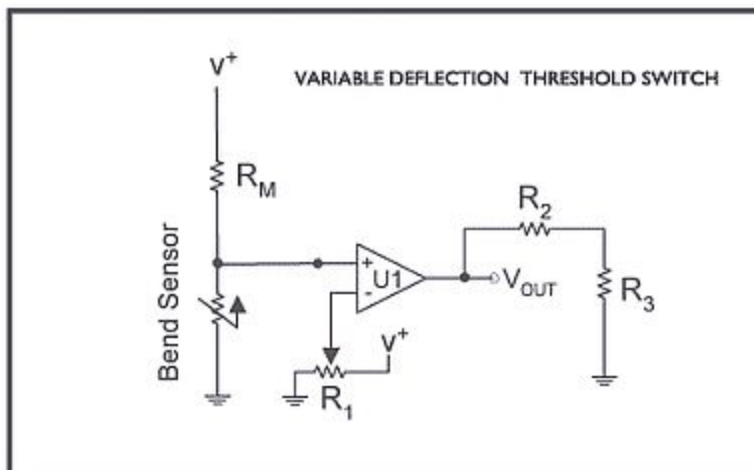 VARIABLE DEFLECTION THRESHOLD SWITCH
V+
RM
Bend Sensor
+
U1
-
V+
R1
VOUT
R2
R3